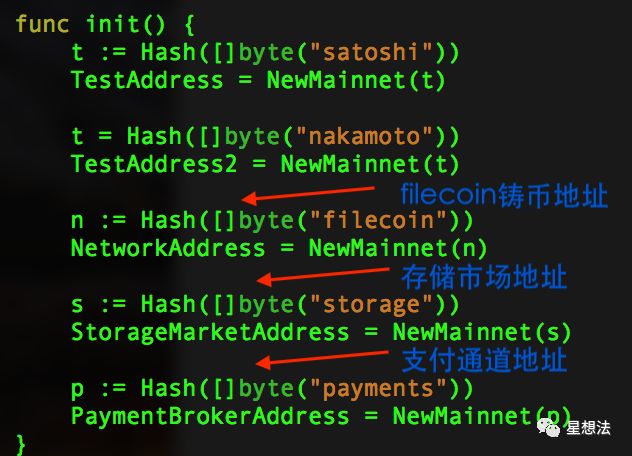 func init() {
t := Hash([]byte("satoshi"))
TestAddress = NewMainnet(t)
t = Hash([]byte("nakamoto"))
TestAddress2 = NewMainnet(t)
filecoin铸币地址
n := Hash([]byte("filecoin"))
NetworkAddress = NewMainnet(n)
存储市场地址
s := Hash([]byte("storage"))
StorageMarketAddress = NewMainnet(s)
支付通道地址
p := Hash([]byte("payments"))
PaymentBrokerAddress = NewMainnet(p)
星想法
}